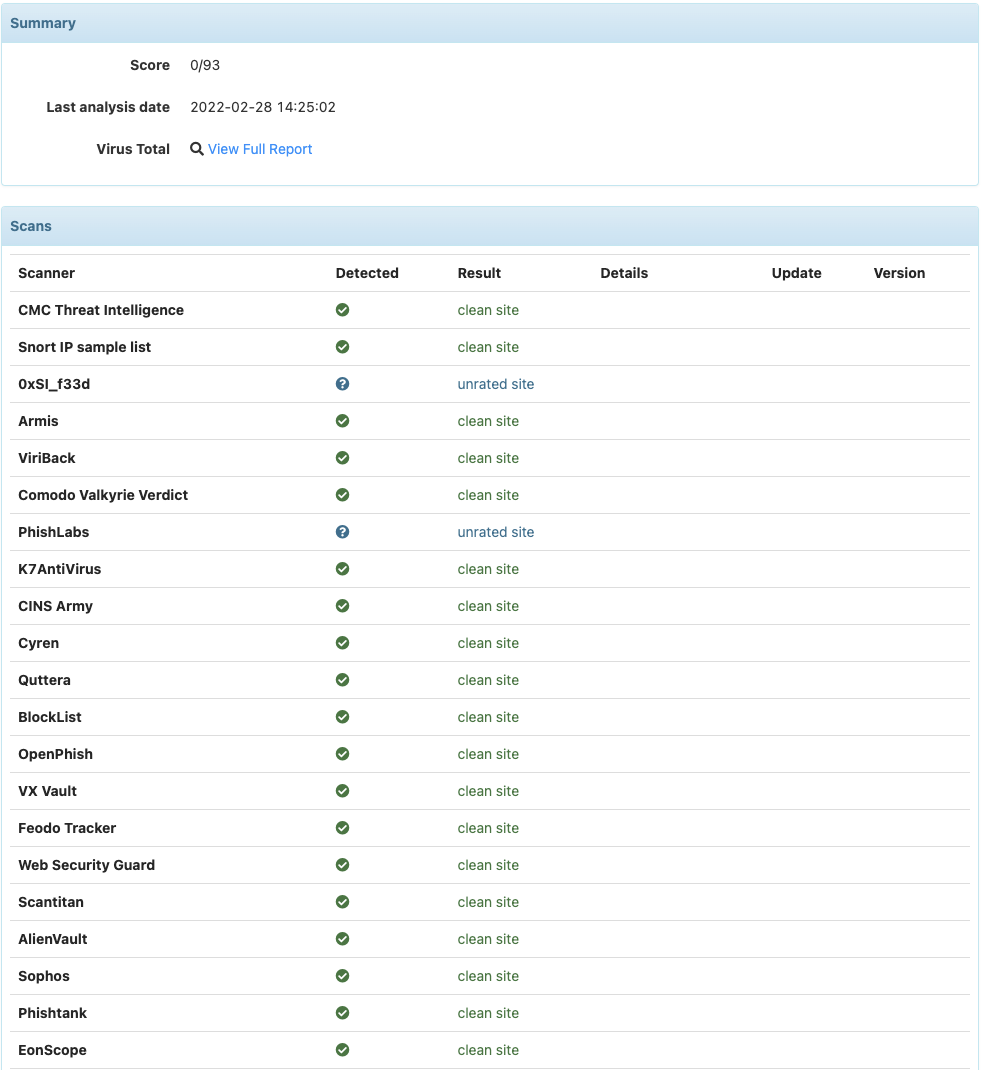 Summary
Score 0/93
Last analysis date 2022-02-28 14:25:02
Virus Total View Full Report
Scans
Scanner Detected Result Details Update Version
CMC Threat Intelligence clean site
Snort IP sample list clean site
0xSI_f33d unrated site
Armis clean site
ViriBack clean site
Comodo Valkyrie Verdict clean site
PhishLabs unrated site
K7AntiVirus clean site
CINS Army clean site
Cyren clean site
Quttera clean site
BlockList clean site
OpenPhish clean site
VX Vault clean site
Feodo Tracker clean site
Web Security Guard clean site
Scantitan clean site
AlienVault clean site
Sophos clean site
Phishtank clean site
EonScope clean site